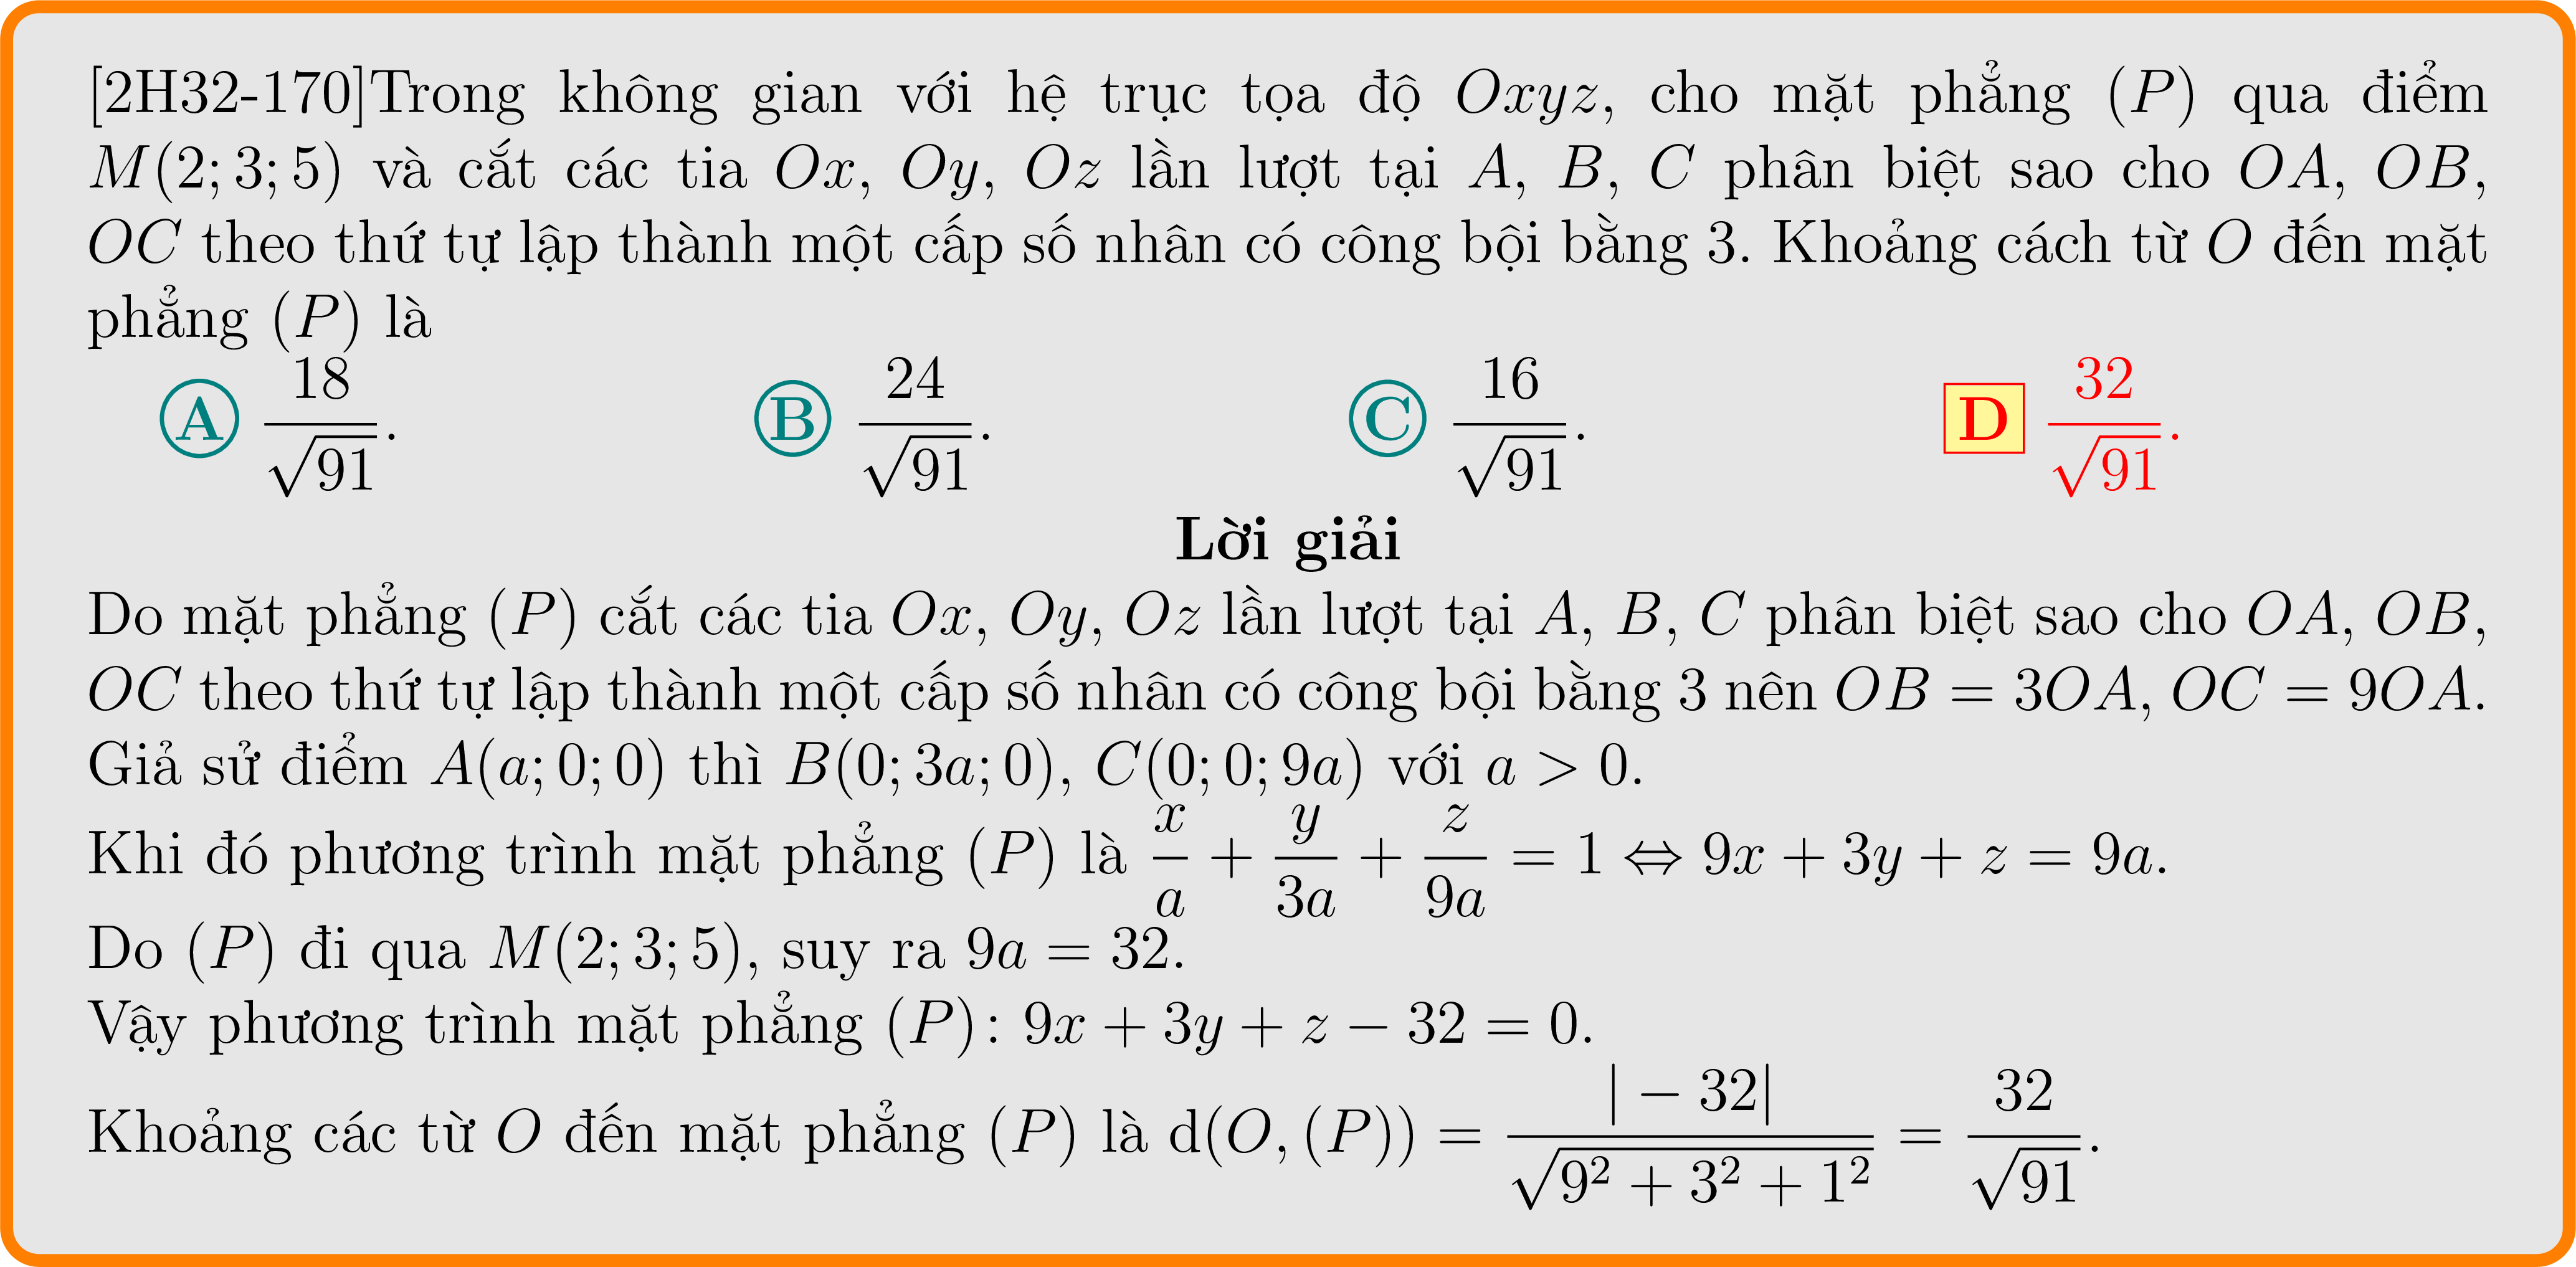 [2H32-170]Trong không gian với hệ trục tọa độ Oxyz, cho mặt phẳng (P) qua điểm
M(2; 3; 5) và cắt các tia Ox, Oy, Oz lần lượt tại A, B, C phân biệt sao cho OA, OB,
OC theo thứ tự lập thành một cấp số nhân có công bội bằng 3. Khoảng cách từ O đến mặt
phẳng (P) là
A $\frac{18}{\sqrt{91}}$. B $\frac{24}{\sqrt{91}}$. C $\frac{16}{\sqrt{91}}$. D $\frac{32}{\sqrt{91}}$.
Lời giải
Do mặt phẳng (P) cắt các tia Ox, Oy, Oz lần lượt tại A, B, C phân biệt sao cho OA, OB,
OC theo thứ tự lập thành một cấp số nhân có công bội bằng 3 nên OB = 3OA, OC = 9OA.
Giả sử điểm A(a; 0; 0) thì B(0; 3a; 0), C(0; 0; 9a) với a > 0.
Khi đó phương trình mặt phẳng (P) là $\frac{x}{a} + \frac{y}{3a} + \frac{z}{9a} = 1 \Leftrightarrow 9x + 3y + z = 9a$.
Do (P) đi qua M(2; 3; 5), suy ra 9a = 32.
Vậy phương trình mặt phẳng (P): 9x + 3y + z − 32 = 0.
Khoảng các từ O đến mặt phẳng (P) là d(O, (P)) = $\frac{|-32|}{\sqrt{9^2 + 3^2 + 1^2}} = \frac{32}{\sqrt{91}}$.